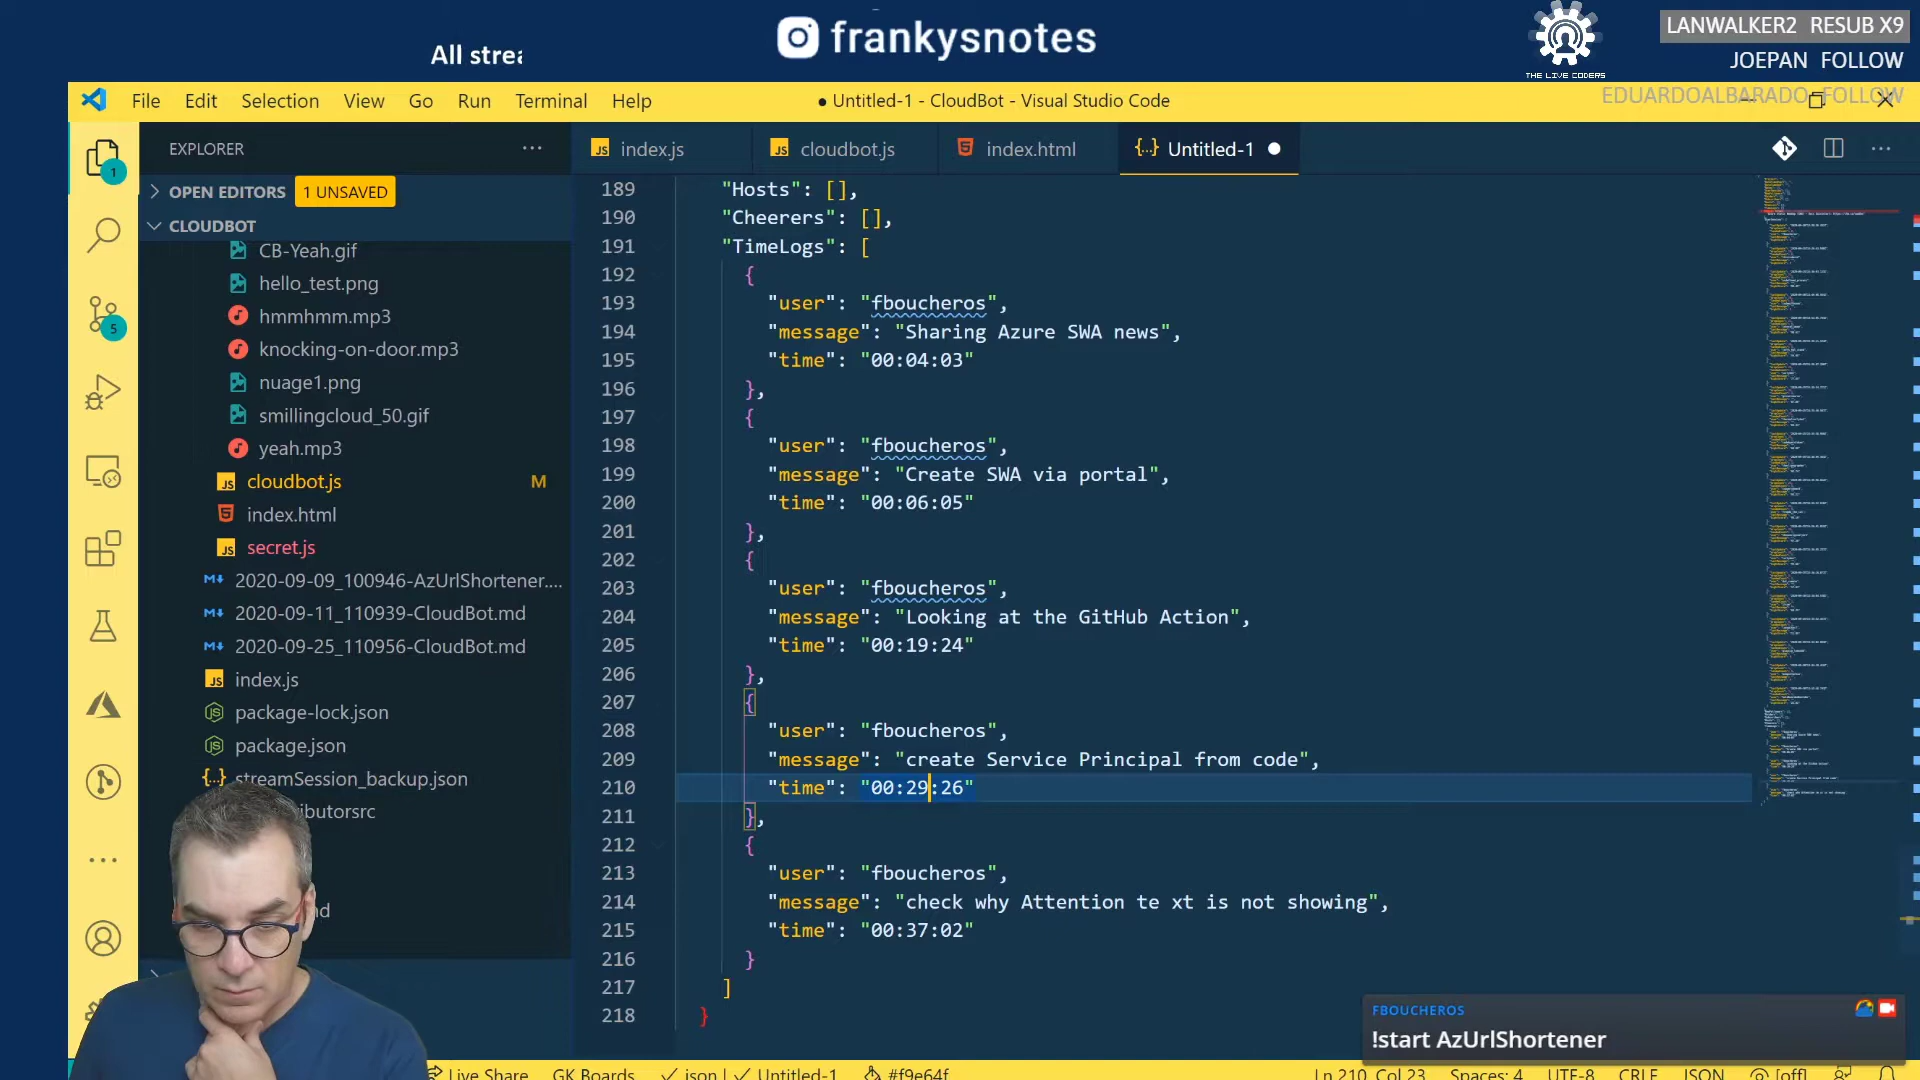 All strea
frankysnotes
THE LIVE CODERS
LANWALKER2 RESUB X9
JOEPAN FOLLOW
EDUARDOALBARADO FOLLOW
File Edit Selection View Go Run Terminal Help
● Untitled-1 - CloudBot - Visual Studio Code
EXPLORER
OPEN EDITORS 1 UNSAVED
CLOUDBOT
CB-Yeah.gif
hello_test.png
hmmhmm.mp3
knocking-on-door.mp3
nuage1.png
smillingcloud_50.gif
yeah.mp3
JS cloudbot.js M
index.html
JS secret.js
2020-09-09_100946-AzUrlShortener....
2020-09-11_110939-CloudBot.md
2020-09-25_110956-CloudBot.md
JS index.js
package-lock.json
package.json
{..} streamSession_backup.json
ributorsrc
nd
1
5
JS index.js
JS cloudbot.js
index.html
{..} Untitled-1
189 "Hosts": [],
190 "Cheerers": [],
191 "TimeLogs": [
192 {
193 "user": "fboucheros",
194 "message": "Sharing Azure SWA news",
195 "time": "00:04:03"
196 },
197 {
198 "user": "fboucheros",
199 "message": "Create SWA via portal",
200 "time": "00:06:05"
201 },
202 {
203 "user": "fboucheros",
204 "message": "Looking at the GitHub Action",
205 "time": "00:19:24"
206 },
207 {
208 "user": "fboucheros",
209 "message": "create Service Principal from code",
210 "time": "00:29:26"
211 },
212 {
213 "user": "fboucheros",
214 "message": "check why Attention te xt is not showing",
215 "time": "00:37:02"
216 }
217 ]
218 }
FBOUCHEROS
!start AzUrlShortener
Live Share GK Boards ✓ json | ✓ Untitled-1 #f9e64f
Ln 210, Col 23 Spaces: 4 UTF-8 CRLF JSON [off]